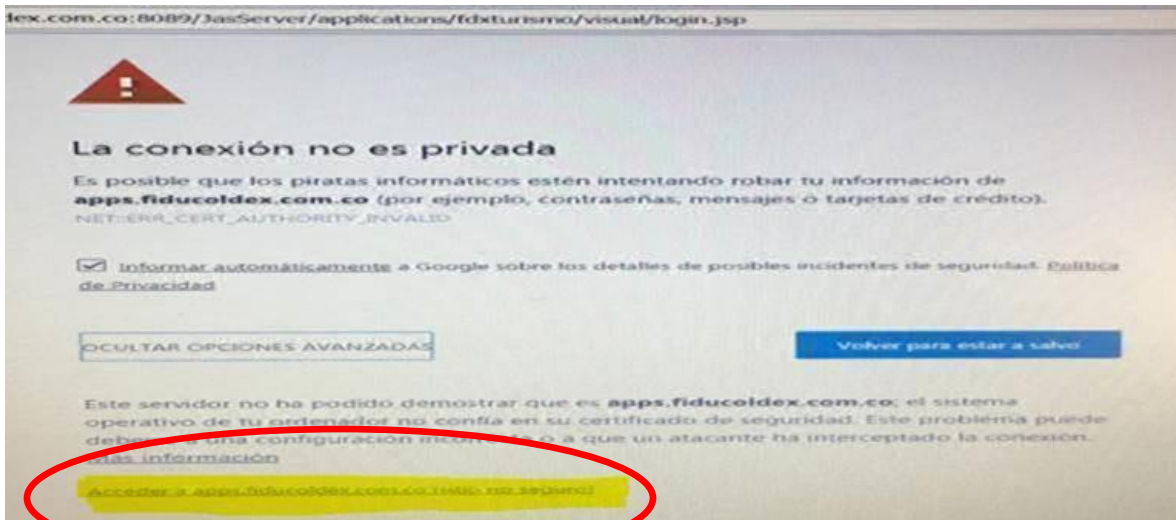 dex.com.co:8089/JasServer/applications/fdxturismo/visual/login.jsp
La conexión no es privada
Es posible que los piratas informáticos estén intentando robar tu información de
apps.fiducoldex.com.co (por ejemplo, contraseñas, mensajes o tarjetas de crédito).
NET::ERR_CERT_AUTHORITY_INVALID
Informar automáticamente a Google sobre los detalles de posibles incidentes de seguridad. Política
de Privacidad
OCULTAR OPCIONES AVANZADAS
Volver para estar a salvo
Este servidor no ha podido demostrar que es apps.fiducoldex.com.co; el sistema
operativo de tu ordenador no confía en su certificado de seguridad. Este problema puede
deberse a una configuración incorrecta o a que un atacante ha interceptado la conexión.
Más información
Acceder a apps.fiducoldex.com.co (sitio no seguro)